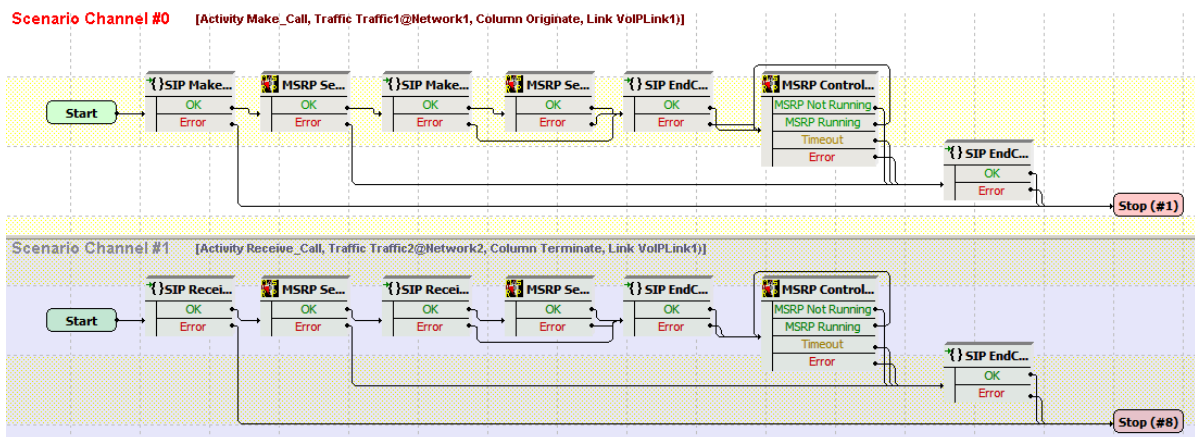 Scenario Channel #0 [Activity Make_Call, Traffic Traffic1@Network1, Column Originate, Link VoIPLink1)]
Start
SIP Make...
OK
Error
MSRP Se...
OK
Error
SIP Make...
OK
Error
MSRP Se...
OK
Error
SIP EndC...
OK
Error
MSRP Control...
MSRP Not Running
MSRP Running
Timeout
Error
SIP EndC...
OK
Error
Stop (#1)
Scenario Channel #1 [Activity Receive_Call, Traffic Traffic2@Network2, Column Terminate, Link VoIPLink1)]
Start
SIP Recei...
OK
Error
MSRP Se...
OK
Error
SIP Recei...
OK
Error
MSRP Se...
OK
Error
SIP EndC...
OK
Error
MSRP Control...
MSRP Not Running
MSRP Running
Timeout
Error
SIP EndC...
OK
Error
Stop (#8)